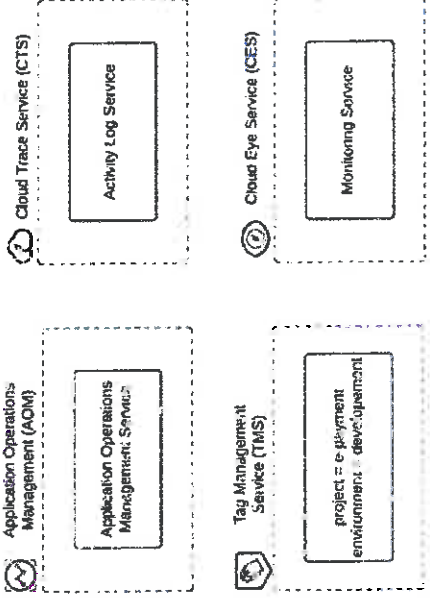 Application Operations
Management (AOM)
Application Operations
Management Service
Cloud Trace Service (CTS)
Activity Log Service
Tag Management
Service (TMS)
project = e-payment
environment = developement
Cloud Eye Service (CES)
Monitoring Service